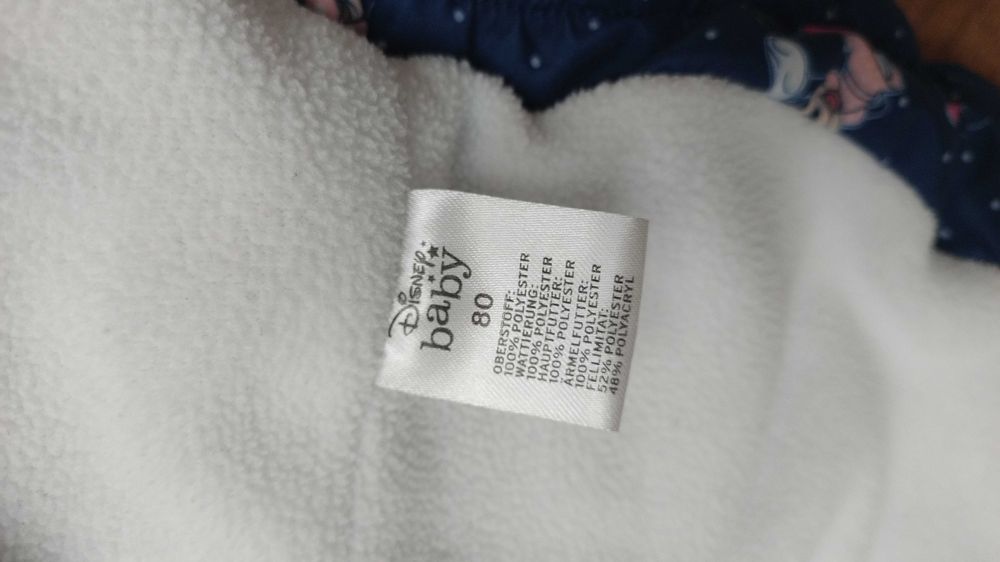 Disney
baby
80
OBERSTOFF:
100% POLYESTER
WATTIERUNG:
100% POLYESTER
HAUPTFUTTER:
100% POLYESTER
ÄRMELFUTTER:
100% POLYESTER
FELLIMITAT:
52% POLYESTER
48% POLYACRYL